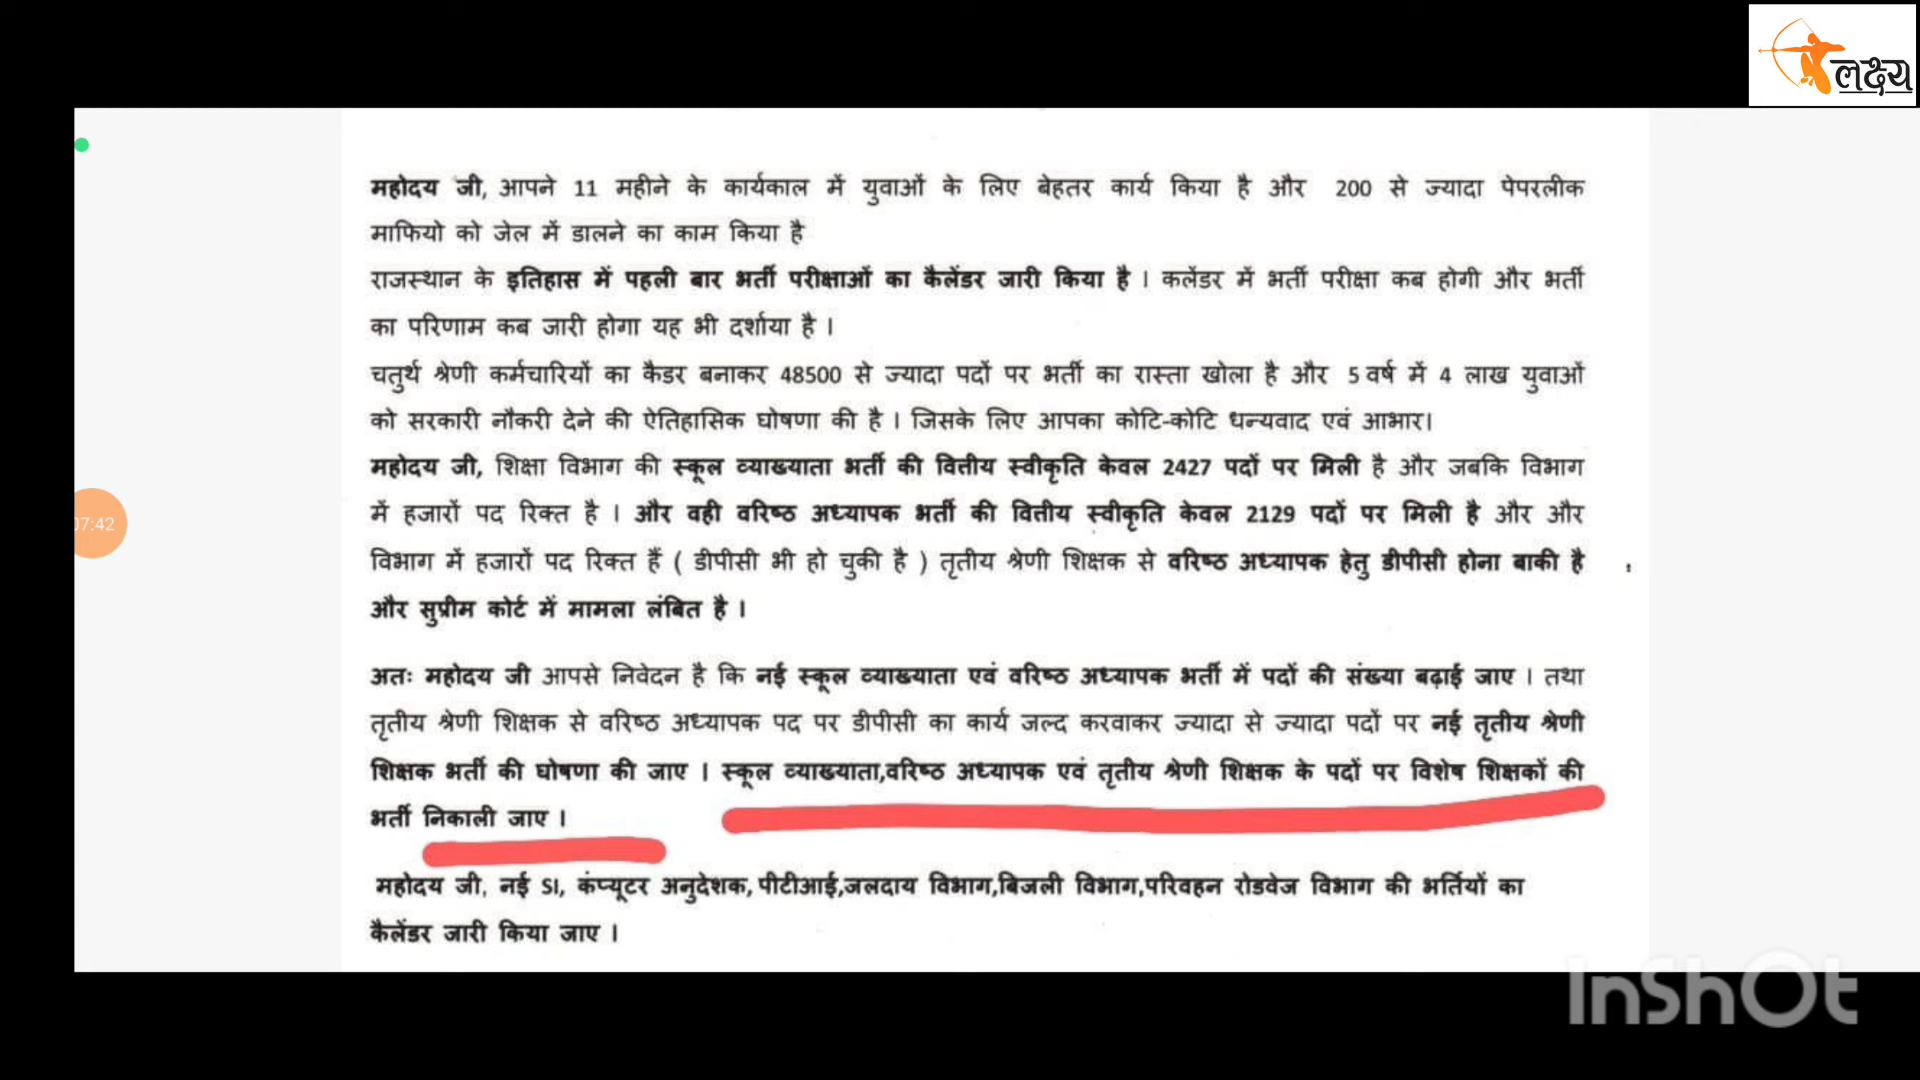 लक्ष्य
महोदय जी, आपने 11 महीने के कार्यकाल में युवाओं के लिए बेहतर कार्य किया है और 200 से ज्यादा पेपरलीक
माफियो को जेल में डालने का काम किया है
राजस्थान के इतिहास में पहली बार भर्ती परीक्षाओं का कैलेंडर जारी किया है । कलेंडर में भर्ती परीक्षा कब होगी और भर्ती
का परिणाम कब जारी होगा यह भी दर्शाया है ।
चतुर्थ श्रेणी कर्मचारियों का कैडर बनाकर 48500 से ज्यादा पदों पर भर्ती का रास्ता खोला है और 5 वर्ष में 4 लाख युवाओं
को सरकारी नौकरी देने की ऐतिहासिक घोषणा की है । जिसके लिए आपका कोटि-कोटि धन्यवाद एवं आभार।
महोदय जी, शिक्षा विभाग की स्कूल व्याख्याता भर्ती की वित्तीय स्वीकृति केवल 2427 पदों पर मिली है और जबकि विभाग
में हजारों पद रिक्त है । और वही वरिष्ठ अध्यापक भर्ती की वित्तीय स्वीकृति केवल 2129 पदों पर मिली है और और
विभाग में हजारों पद रिक्त हैं ( डीपीसी भी हो चुकी है ) तृतीय श्रेणी शिक्षक से वरिष्ठ अध्यापक हेतु डीपीसी होना बाकी है
और सुप्रीम कोर्ट में मामला लंबित है ।
07:42
अतः महोदय जी आपसे निवेदन है कि नई स्कूल व्याख्याता एवं वरिष्ठ अध्यापक भर्ती में पदों की संख्या बढ़ाई जाए । तथा
तृतीय श्रेणी शिक्षक से वरिष्ठ अध्यापक पद पर डीपीसी का कार्य जल्द करवाकर ज्यादा से ज्यादा पदों पर नई तृतीय श्रेणी
शिक्षक भर्ती की घोषणा की जाए । स्कूल व्याख्याता,वरिष्ठ अध्यापक एवं तृतीय श्रेणी शिक्षक के पदों पर विशेष शिक्षकों की
भर्ती निकाली जाए ।
महोदय जी, नई SI, कंप्यूटर अनुदेशक,पीटीआई,जलदाय विभाग,बिजली विभाग,परिवहन रोडवेज विभाग की भर्तियों का
कैलेंडर जारी किया जाए ।
InShOt